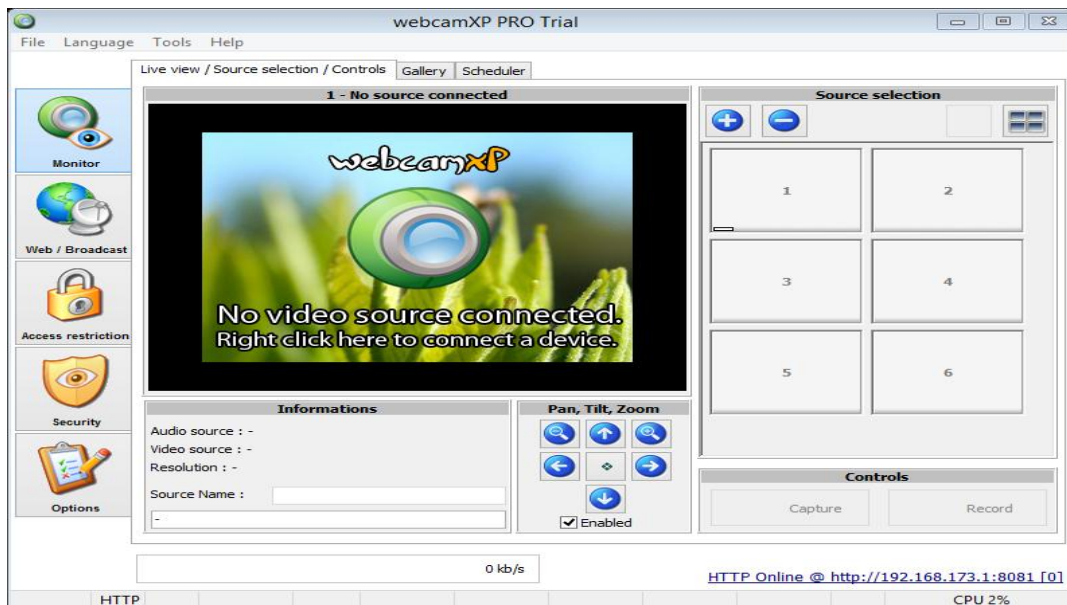 webcamXP PRO Trial
File Language Tools Help
Live view / Source selection / Controls Gallery Scheduler
Monitor
Web / Broadcast
Access restriction
Security
Options
1 - No source connected
webcamXP
No video source connected.
Right click here to connect a device.
Informations
Audio source : -
Video source : -
Resolution : -
Source Name :
-
Pan, Tilt, Zoom
Enabled
Source selection
1 2
3 4
5 6
Controls
Capture Record
0 kb/s
HTTP Online @ http://192.168.173.1:8081 [0]
HTTP CPU 2%